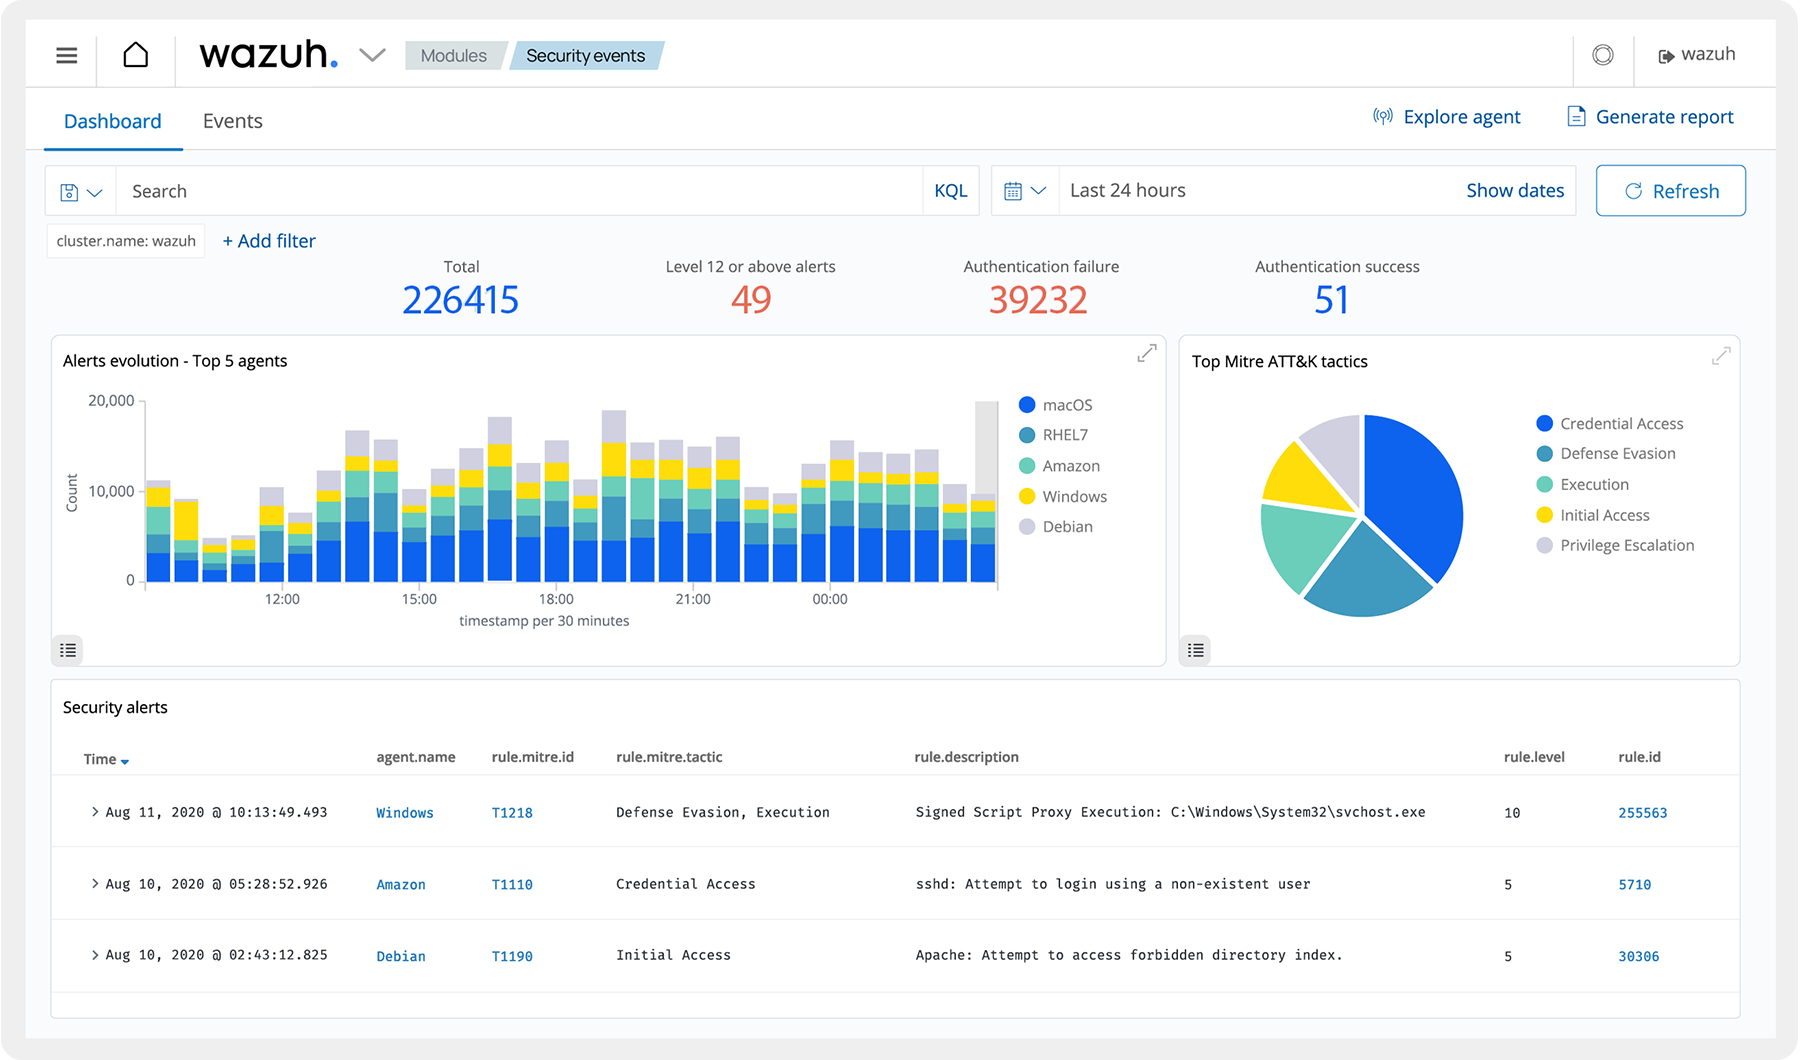 wazuh. Modules Security events wazuh
Dashboard Events Explore agent Generate report
Search KQL Last 24 hours Show dates Refresh
cluster.name: wazuh + Add filter
Total Level 12 or above alerts Authentication failure Authentication success
226415 49 39232 51
Alerts evolution - Top 5 agents
20,000
10,000
0
Count
12:00 15:00 18:00 21:00 00:00
timestamp per 30 minutes
macOS
RHEL7
Amazon
Windows
Debian
Top Mitre ATT&K tactics
Credential Access
Defense Evasion
Execution
Initial Access
Privilege Escalation
Security alerts
Time agent.name rule.mitre.id rule.mitre.tactic rule.description rule.level rule.id
Aug 11, 2020 @ 10:13:49.493 Windows T1218 Defense Evasion, Execution Signed Script Proxy Execution: C:\Windows\System32\svchost.exe 10 255563
Aug 10, 2020 @ 05:28:52.926 Amazon T1110 Credential Access sshd: Attempt to login using a non-existent user 5 5710
Aug 10, 2020 @ 02:43:12.825 Debian T1190 Initial Access Apache: Attempt to access forbidden directory index. 5 30306